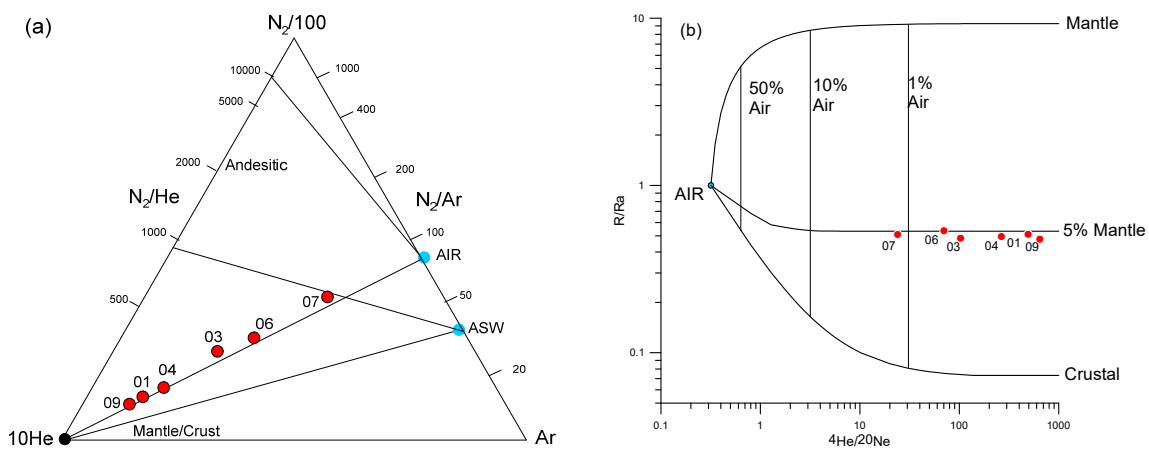 (a)
N2/100
10000
5000
2000
Andesitic
N2/He
1000
500
1000
400
200
N2/Ar
100
AIR
50
ASW
20
07
06
03
04
01
09
10He
Mantle/Crust
Ar
(b)
10
1
0.1
R/Ra
Mantle
50%
Air
10%
Air
1%
Air
AIR
5% Mantle
07
06
03
04
01
09
Crustal
0.1
1
10
100
1000
4He/20Ne